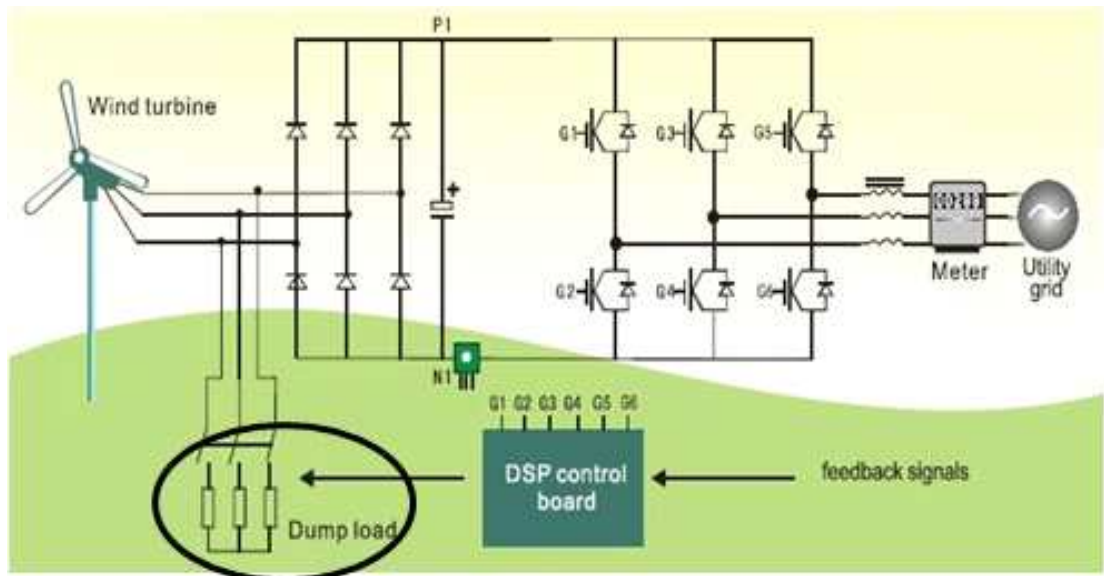 P1
Wind turbine
G1
G3
G5
+
G2
G4
G6
Meter
Utility
grid
N1
G1 G2 G3 G4 G5 G6
DSP control
board
feedback signals
Dump load